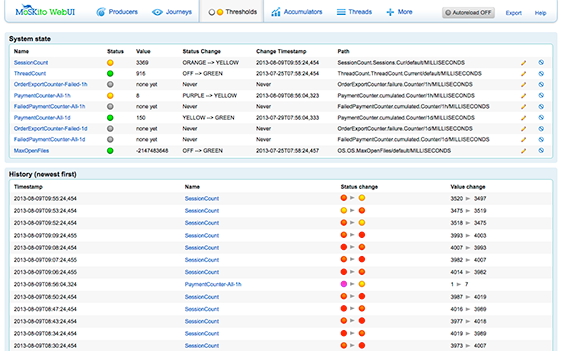 MoSKito WebUI Producers Journeys Thresholds Accumulators Threads More Autoreload OFF Export Help
System state
Name Status Value Status Change Change Timestamp Path
SessionCount 3369 ORANGE --> YELLOW 2013-08-09T09:55:24,454 SessionCount.Sessions.Cur/default/MILLISECONDS
ThreadCount 916 OFF --> GREEN 2013-07-25T07:58:24,454 ThreadCount.ThreadCount.Current/default/MILLISECONDS
OrderExportCounter-Failed-1h none yet Never Never OrderExportCounter.failure.Counter/1h/MILLISECONDS
PaymentCounter-All-1h 8 PURPLE --> YELLOW 2013-08-09T08:56:04,323 PaymentCounter.cumulated.Counter/1h/MILLISECONDS
FailedPaymentCounter-All-1h none yet Never Never FailedPaymentCounter.cumulated.Counter/1h/MILLISECONDS
PaymentCounter-All-1d 150 YELLOW --> GREEN 2013-08-09T07:58:03,334 PaymentCounter.cumulated.Counter/1d/MILLISECONDS
OrderExportCounter-Failed-1d none yet Never Never OrderExportCounter.failure.Counter/1d/MILLISECONDS
FailedPaymentCounter-All-1d none yet Never Never FailedPaymentCounter.cumulated.Counter/1d/MILLISECONDS
MaxOpenFiles -2147483648 OFF --> GREEN 2013-07-25T07:58:24,457 OS.OS.MaxOpenFiles/default/MILLISECONDS
History (newest first)
Timestamp Name Status change Value change
2013-08-09T09:55:24,454 SessionCount 3520 3497
2013-08-09T09:53:24,454 SessionCount 3475 3519
2013-08-09T09:52:24,454 SessionCount 3518 3475
2013-08-09T09:10:24,454 SessionCount 3993 4003
2013-08-09T09:08:24,454 SessionCount 4007 3993
2013-08-09T09:07:24,455 SessionCount 3982 4007
2013-08-09T09:06:24,455 SessionCount 4014 3982
2013-08-09T08:56:04,324 PaymentCounter-All-1h 1 7
2013-08-09T08:50:24,454 SessionCount 3987 4019
2013-08-09T08:47:24,454 SessionCount 4016 3969
2013-08-09T08:43:24,454 SessionCount 3977 4016
2013-08-09T08:34:24,454 SessionCount 4019 3989
2013-08-09T08:30:24,454 SessionCount 3973 4007